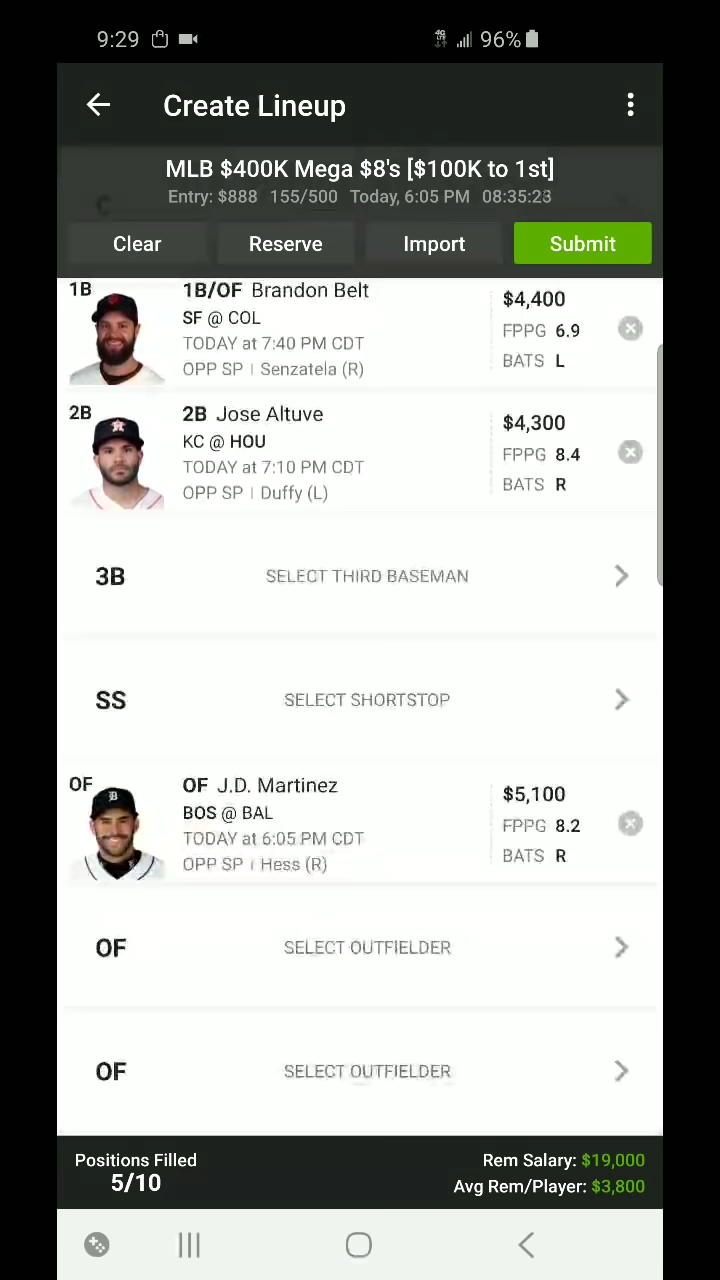 9:29 96%
Create Lineup
MLB $400K Mega $8's [$100K to 1st]
Entry: $888 155/500 Today, 6:05 PM 08:35:23
C
Clear Reserve Import Submit
1B 1B/OF Brandon Belt $4,400
SF @ COL FPPG 6.9
TODAY at 7:40 PM CDT BATS L
OPP SP | Senzatela (R)
2B 2B Jose Altuve $4,300
KC @ HOU FPPG 8.4
TODAY at 7:10 PM CDT BATS R
OPP SP | Duffy (L)
3B SELECT THIRD BASEMAN
SS SELECT SHORTSTOP
OF OF J.D. Martinez $5,100
BOS @ BAL FPPG 8.2
TODAY at 6:05 PM CDT BATS R
OPP SP | Hess (R)
OF SELECT OUTFIELDER
OF SELECT OUTFIELDER
Positions Filled Rem Salary: $19,000
5/10 Avg Rem/Player: $3,800